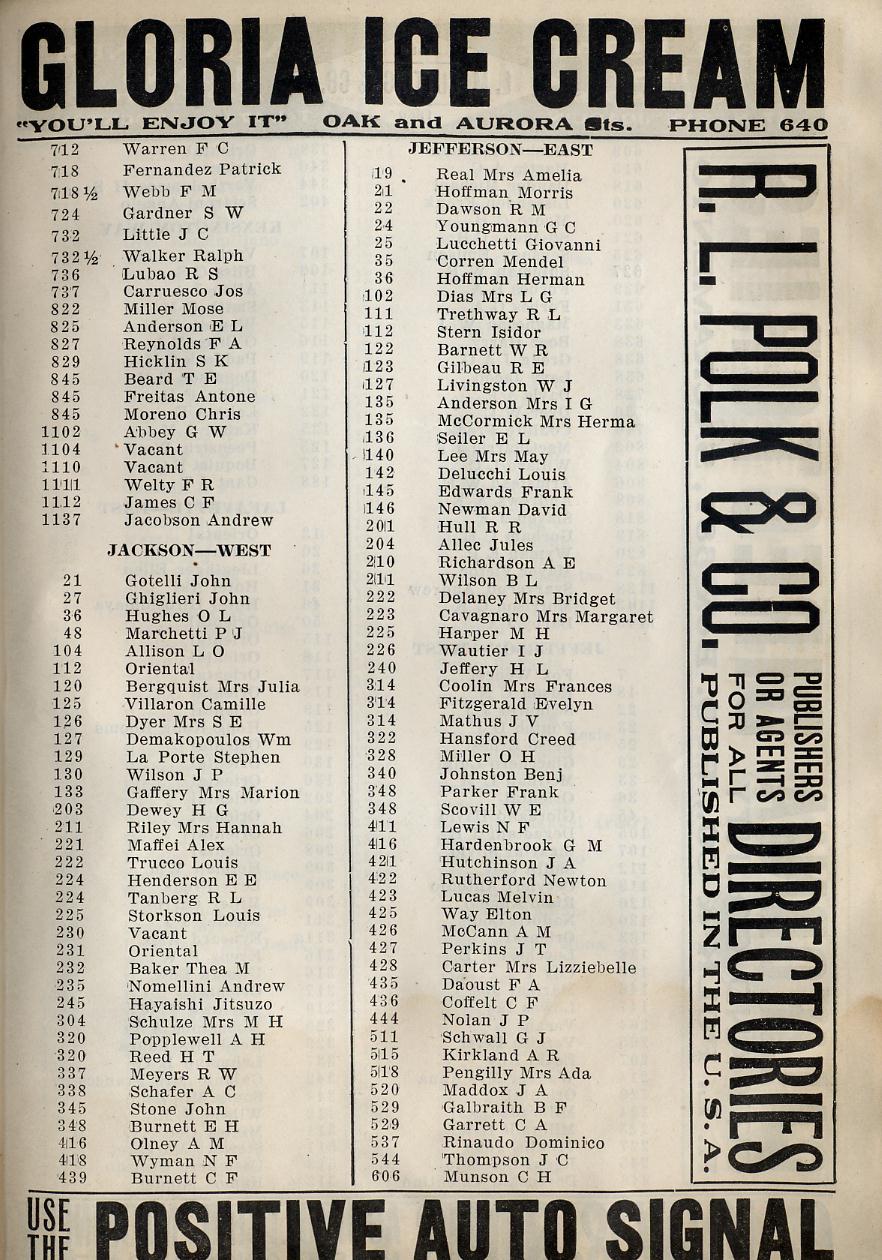 GLORIA ICE CREAM
"YOU'LL ENJOY IT" OAK and AURORA Sts. PHONE 640
712 Warren F C
718 Fernandez Patrick
718 ½ Webb F M
724 Gardner S W
732 Little J C
732 ½ Walker Ralph
736 Lubao R S
737 Carruesco Jos
822 Miller Mose
825 Anderson E L
827 Reynolds F A
829 Hicklin S K
845 Beard T E
845 Freitas Antone
845 Moreno Chris
1102 Abbey G W
1104 Vacant
1110 Vacant
1111 Welty F R
1112 James C F
1137 Jacobson Andrew
JACKSON—WEST
21 Gotelli John
27 Ghiglieri John
36 Hughes O L
48 Marchetti P J
104 Allison L O
112 Oriental
120 Bergquist Mrs Julia
125 Villaron Camille
126 Dyer Mrs S E
127 Demakopoulos Wm
129 La Porte Stephen
130 Wilson J P
133 Gaffery Mrs Marion
203 Dewey H G
211 Riley Mrs Hannah
221 Maffei Alex
222 Trucco Louis
224 Henderson E E
224 Tanberg R L
225 Storkson Louis
230 Vacant
231 Oriental
232 Baker Thea M
235 Nomellini Andrew
245 Hayaishi Jitsuzo
304 Schulze Mrs M H
320 Popplewell A H
320 Reed H T
337 Meyers R W
338 Schafer A C
345 Stone John
348 Burnett E H
416 Olney A M
418 Wyman N F
439 Burnett C F
JEFFERSON—EAST
19 Real Mrs Amelia
21 Hoffman Morris
22 Dawson R M
24 Youngmann G C
25 Lucchetti Giovanni
35 Corren Mendel
36 Hoffman Herman
102 Dias Mrs L G
111 Trethway R L
112 Stern Isidor
122 Barnett W R
123 Gilbeau R E
127 Livingston W J
135 Anderson Mrs I G
135 McCormick Mrs Herma
136 Seiler E L
140 Lee Mrs May
142 Delucchi Louis
145 Edwards Frank
146 Newman David
201 Hull R R
204 Allec Jules
210 Richardson A E
211 Wilson B L
222 Delaney Mrs Bridget
223 Cavagnaro Mrs Margaret
225 Harper M H
226 Wautier I J
240 Jeffery H L
314 Coolin Mrs Frances
314 Fitzgerald Evelyn
314 Mathus J V
322 Hansford Creed
328 Miller O H
340 Johnston Benj
348 Parker Frank
348 Scovill W E
411 Lewis N F
416 Hardenbrook G M
421 Hutchinson J A
422 Rutherford Newton
423 Lucas Melvin
425 Way Elton
426 McCann A M
427 Perkins J T
428 Carter Mrs Lizziebelle
435 Daoust F A
436 Coffelt C F
444 Nolan J P
511 Schwall G J
515 Kirkland A R
518 Pengilly Mrs Ada
520 Maddox J A
529 Galbraith B F
529 Garrett C A
537 Rinaudo Dominico
544 Thompson J C
606 Munson C H
R. L. POLK & CO.
PUBLISHERS
OR AGENTS
FOR ALL
DIRECTORIES
PUBLISHED IN THE U. S. A.
USE
THE
POSITIVE AUTO SIGNAL